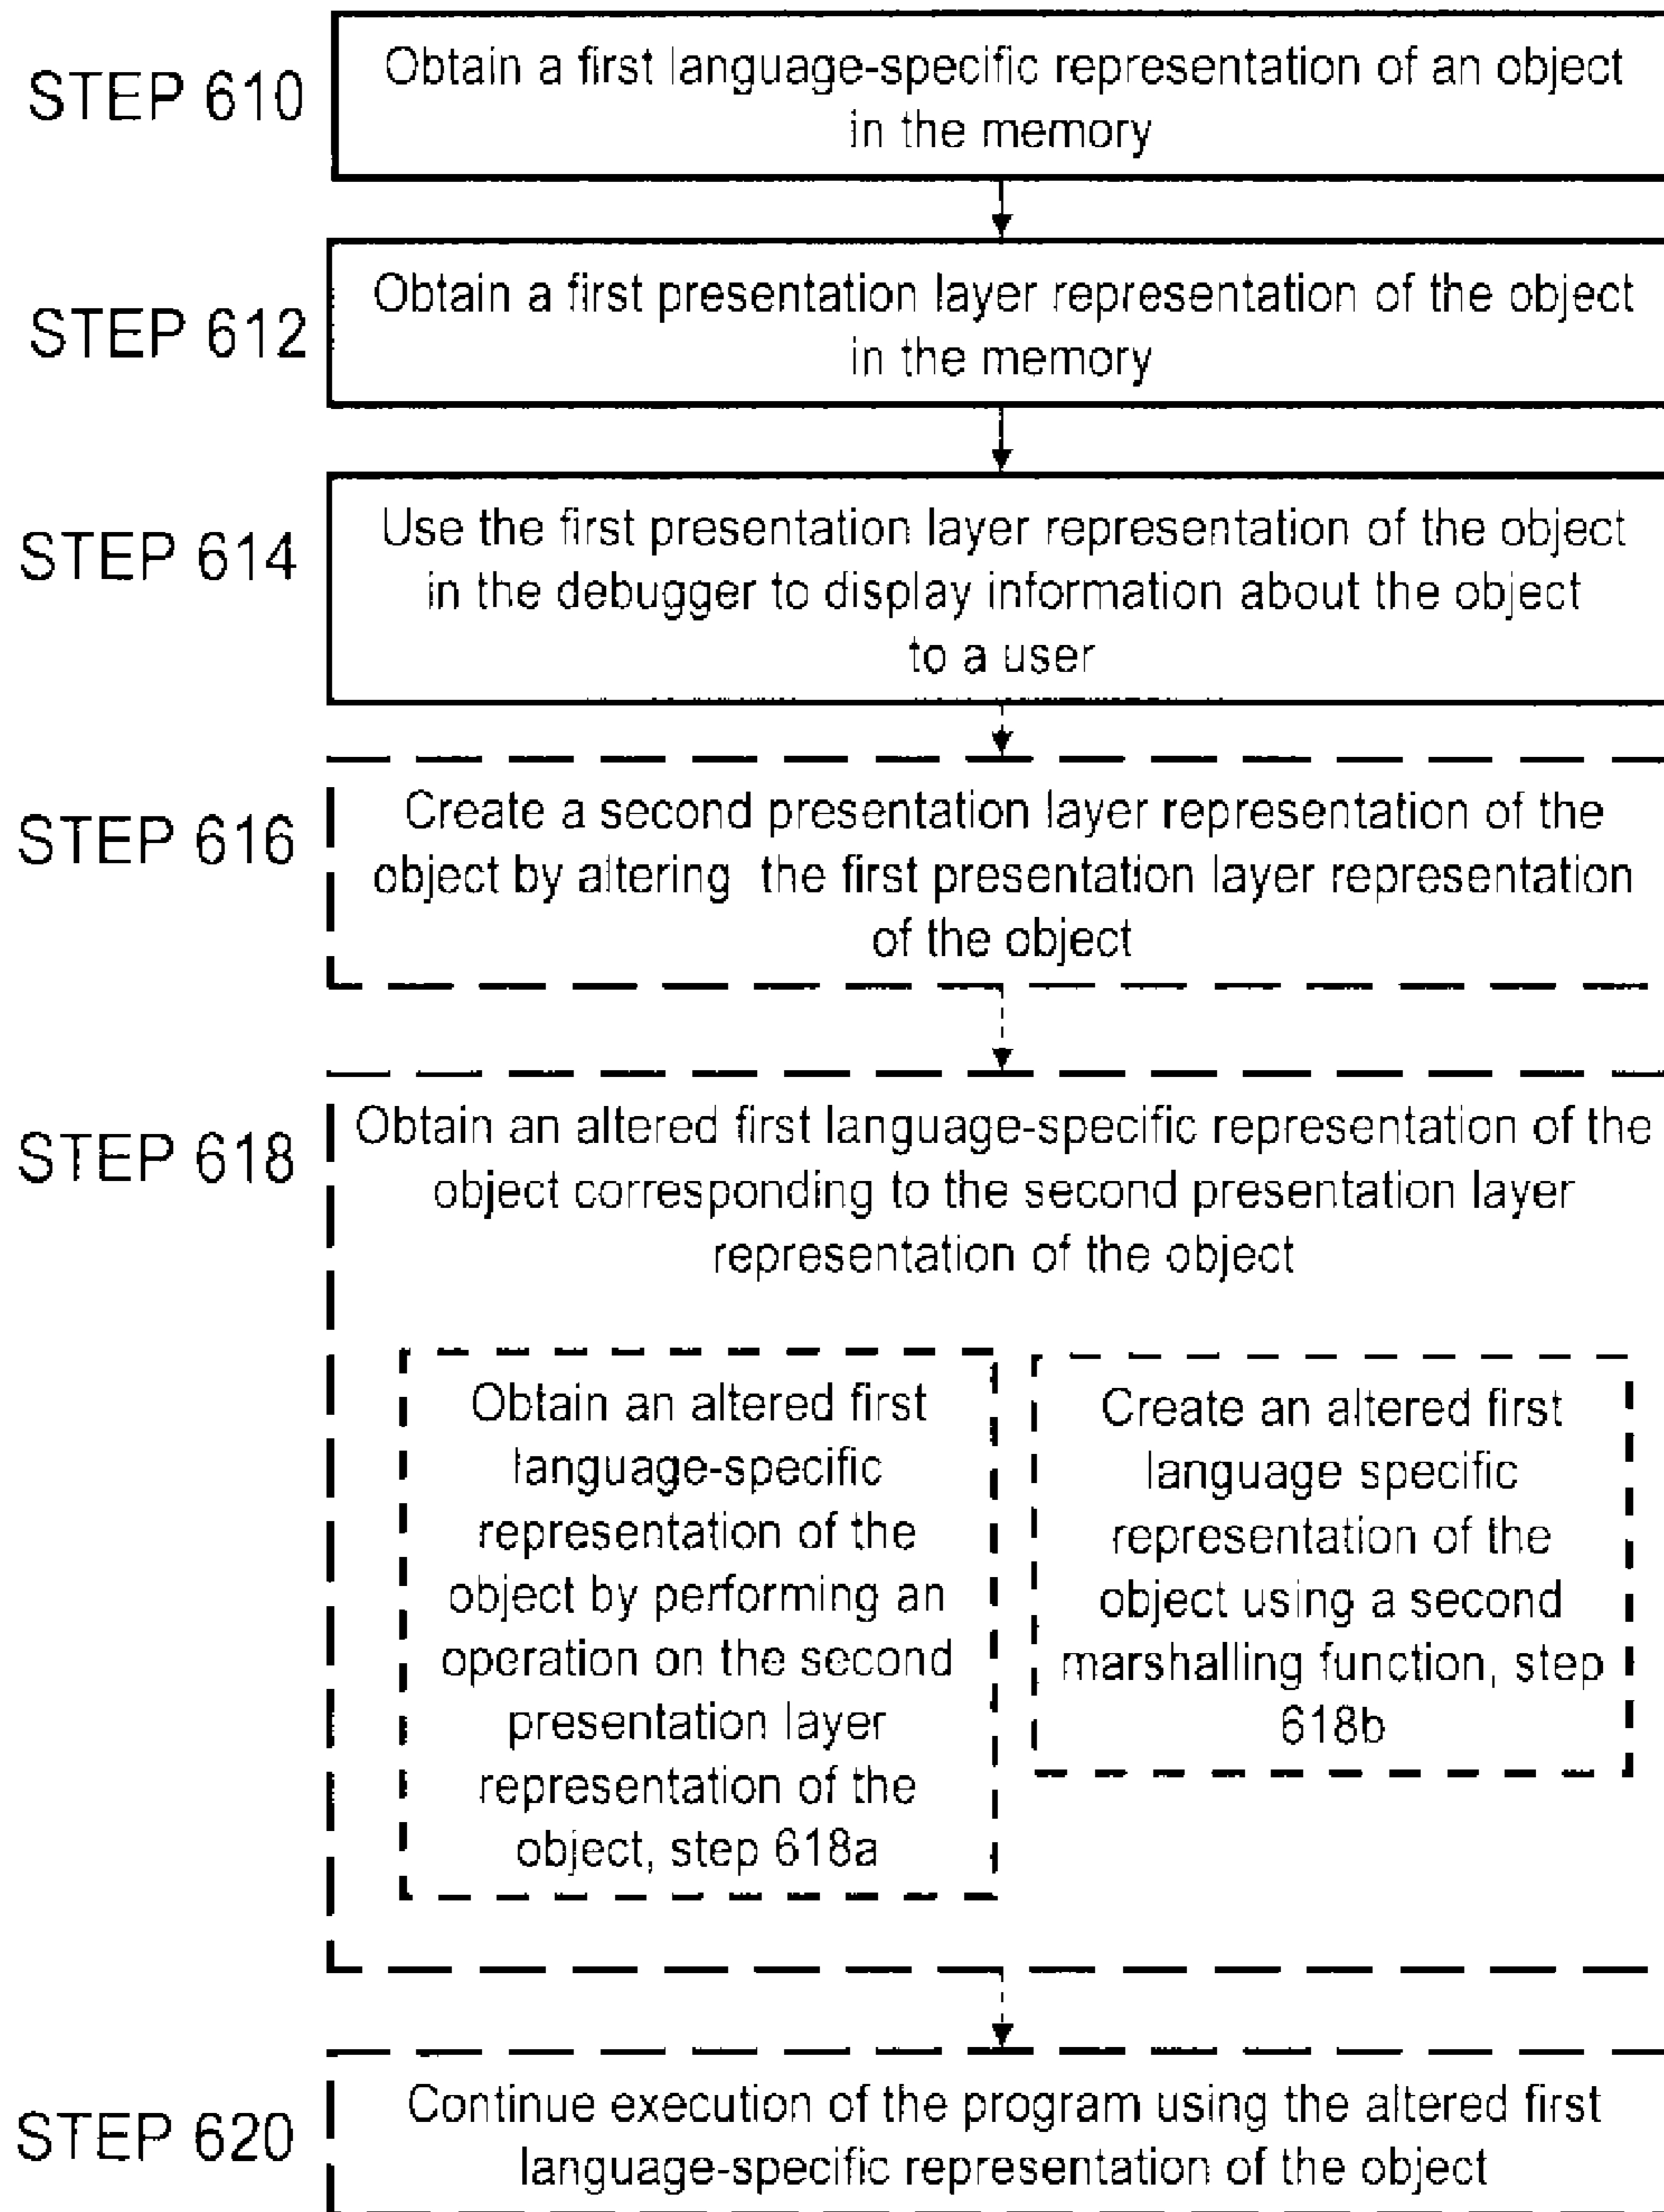 STEP 610
Obtain a first language-specific representation of an object
in the memory
STEP 612
Obtain a first presentation layer representation of the object
in the memory
STEP 614
Use the first presentation layer representation of the object
in the debugger to display information about the object
to a user
STEP 616
Create a second presentation layer representation of the
object by altering the first presentation layer representation
of the object
STEP 618
Obtain an altered first language-specific representation of the
object corresponding to the second presentation layer
representation of the object
Obtain an altered first
language-specific
representation of the
object by performing an
operation on the second
presentation layer
representation of the
object, step 618a
Create an altered first
language specific
representation of the
object using a second
marshalling function, step
618b
STEP 620
Continue execution of the program using the altered first
language-specific representation of the object